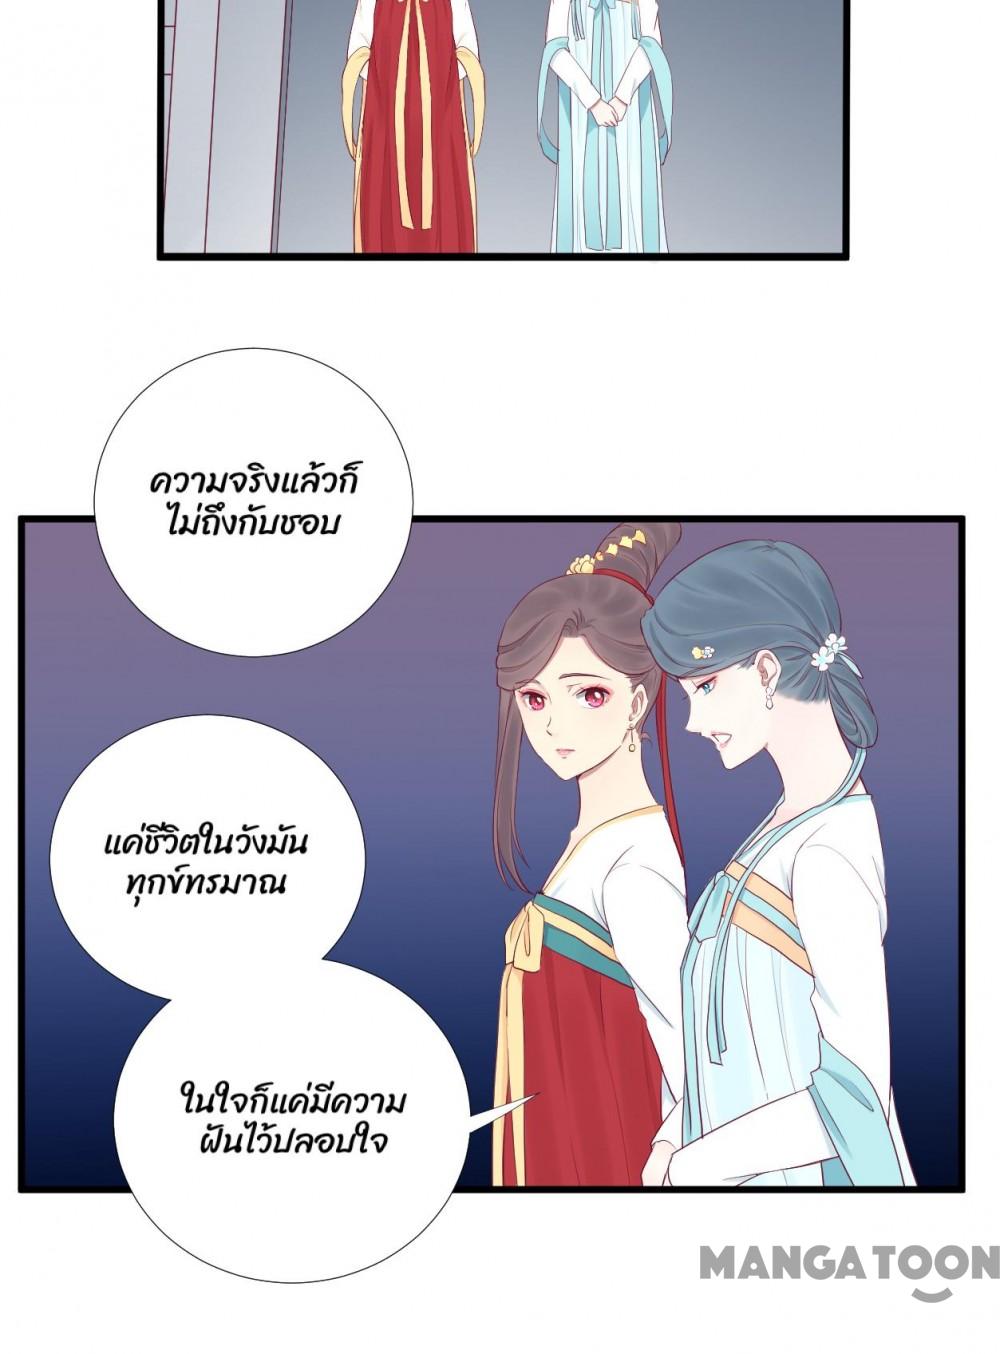 ความจริงแล้วก็
ไม่ถึงกับชอบ
แค่ชีวิตในวังมัน
ทุกข์ทรมาณ
ในใจก็แค่มีความ
ฝันไว้ปลอบใจ
MANGATOON